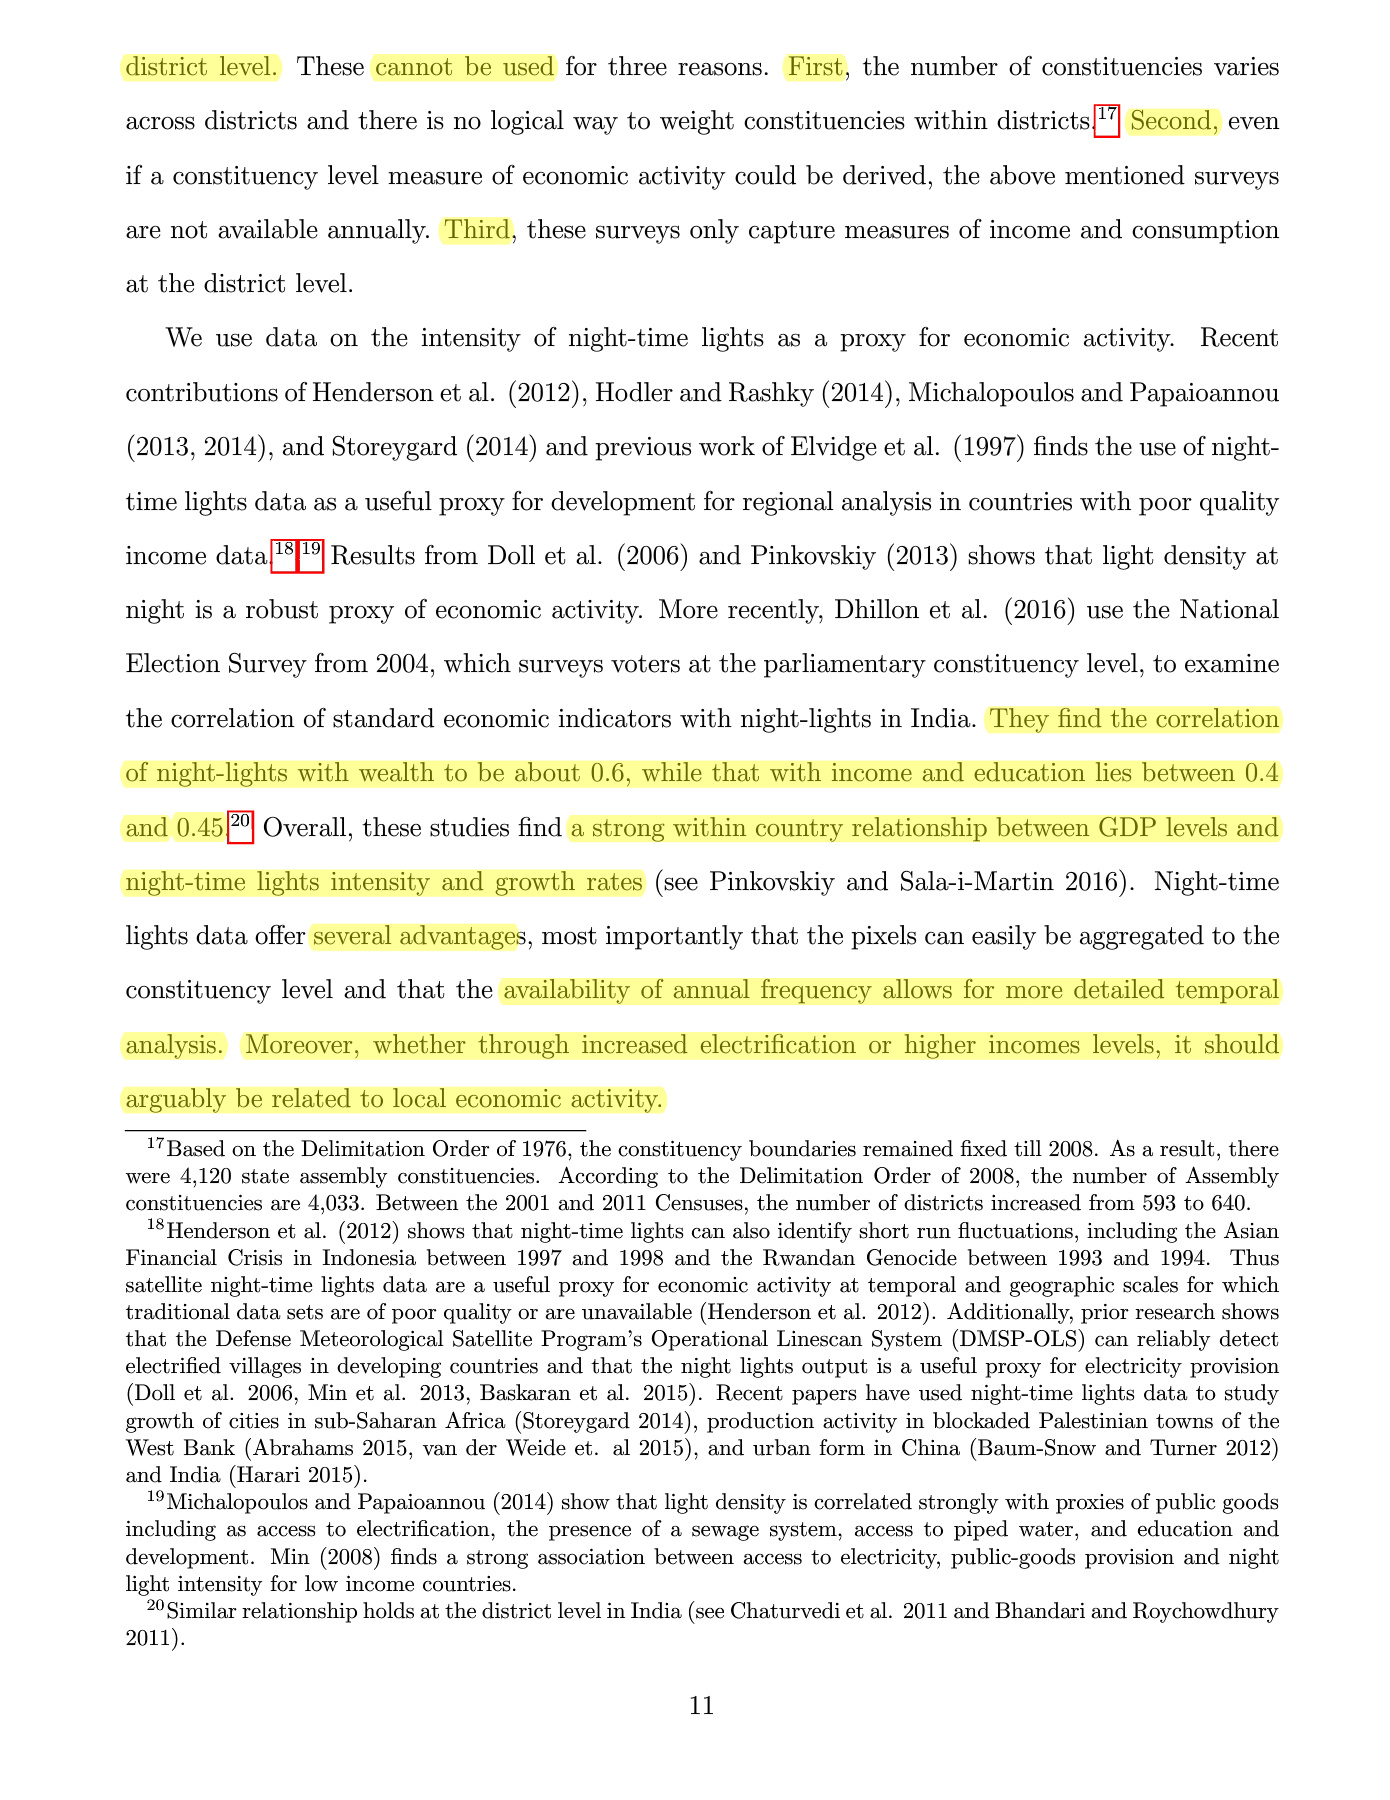 district level. These cannot be used for three reasons. First, the number of constituencies varies
across districts and there is no logical way to weight constituencies within districts.17 Second, even
if a constituency level measure of economic activity could be derived, the above mentioned surveys
are not available annually. Third, these surveys only capture measures of income and consumption
at the district level.
We use data on the intensity of night-time lights as a proxy for economic activity. Recent
contributions of Henderson et al. (2012), Hodler and Rashky (2014), Michalopoulos and Papaioannou
(2013, 2014), and Storeygard (2014) and previous work of Elvidge et al. (1997) finds the use of night-
time lights data as a useful proxy for development for regional analysis in countries with poor quality
income data.18 19 Results from Doll et al. (2006) and Pinkovskiy (2013) shows that light density at
night is a robust proxy of economic activity. More recently, Dhillon et al. (2016) use the National
Election Survey from 2004, which surveys voters at the parliamentary constituency level, to examine
the correlation of standard economic indicators with night-lights in India. They find the correlation
of night-lights with wealth to be about 0.6, while that with income and education lies between 0.4
and 0.45.20 Overall, these studies find a strong within country relationship between GDP levels and
night-time lights intensity and growth rates (see Pinkovskiy and Sala-i-Martin 2016). Night-time
lights data offer several advantages, most importantly that the pixels can easily be aggregated to the
constituency level and that the availability of annual frequency allows for more detailed temporal
analysis. Moreover, whether through increased electrification or higher incomes levels, it should
arguably be related to local economic activity.
17Based on the Delimitation Order of 1976, the constituency boundaries remained fixed till 2008. As a result, there
were 4,120 state assembly constituencies. According to the Delimitation Order of 2008, the number of Assembly
constituencies are 4,033. Between the 2001 and 2011 Censuses, the number of districts increased from 593 to 640.
18Henderson et al. (2012) shows that night-time lights can also identify short run fluctuations, including the Asian
Financial Crisis in Indonesia between 1997 and 1998 and the Rwandan Genocide between 1993 and 1994. Thus
satellite night-time lights data are a useful proxy for economic activity at temporal and geographic scales for which
traditional data sets are of poor quality or are unavailable (Henderson et al. 2012). Additionally, prior research shows
that the Defense Meteorological Satellite Program's Operational Linescan System (DMSP-OLS) can reliably detect
electrified villages in developing countries and that the night lights output is a useful proxy for electricity provision
(Doll et al. 2006, Min et al. 2013, Baskaran et al. 2015). Recent papers have used night-time lights data to study
growth of cities in sub-Saharan Africa (Storeygard 2014), production activity in blockaded Palestinian towns of the
West Bank (Abrahams 2015, van der Weide et. al 2015), and urban form in China (Baum-Snow and Turner 2012)
and India (Harari 2015).
19Michalopoulos and Papaioannou (2014) show that light density is correlated strongly with proxies of public goods
including as access to electrification, the presence of a sewage system, access to piped water, and education and
development. Min (2008) finds a strong association between access to electricity, public-goods provision and night
light intensity for low income countries.
20Similar relationship holds at the district level in India (see Chaturvedi et al. 2011 and Bhandari and Roychowdhury
2011).
11